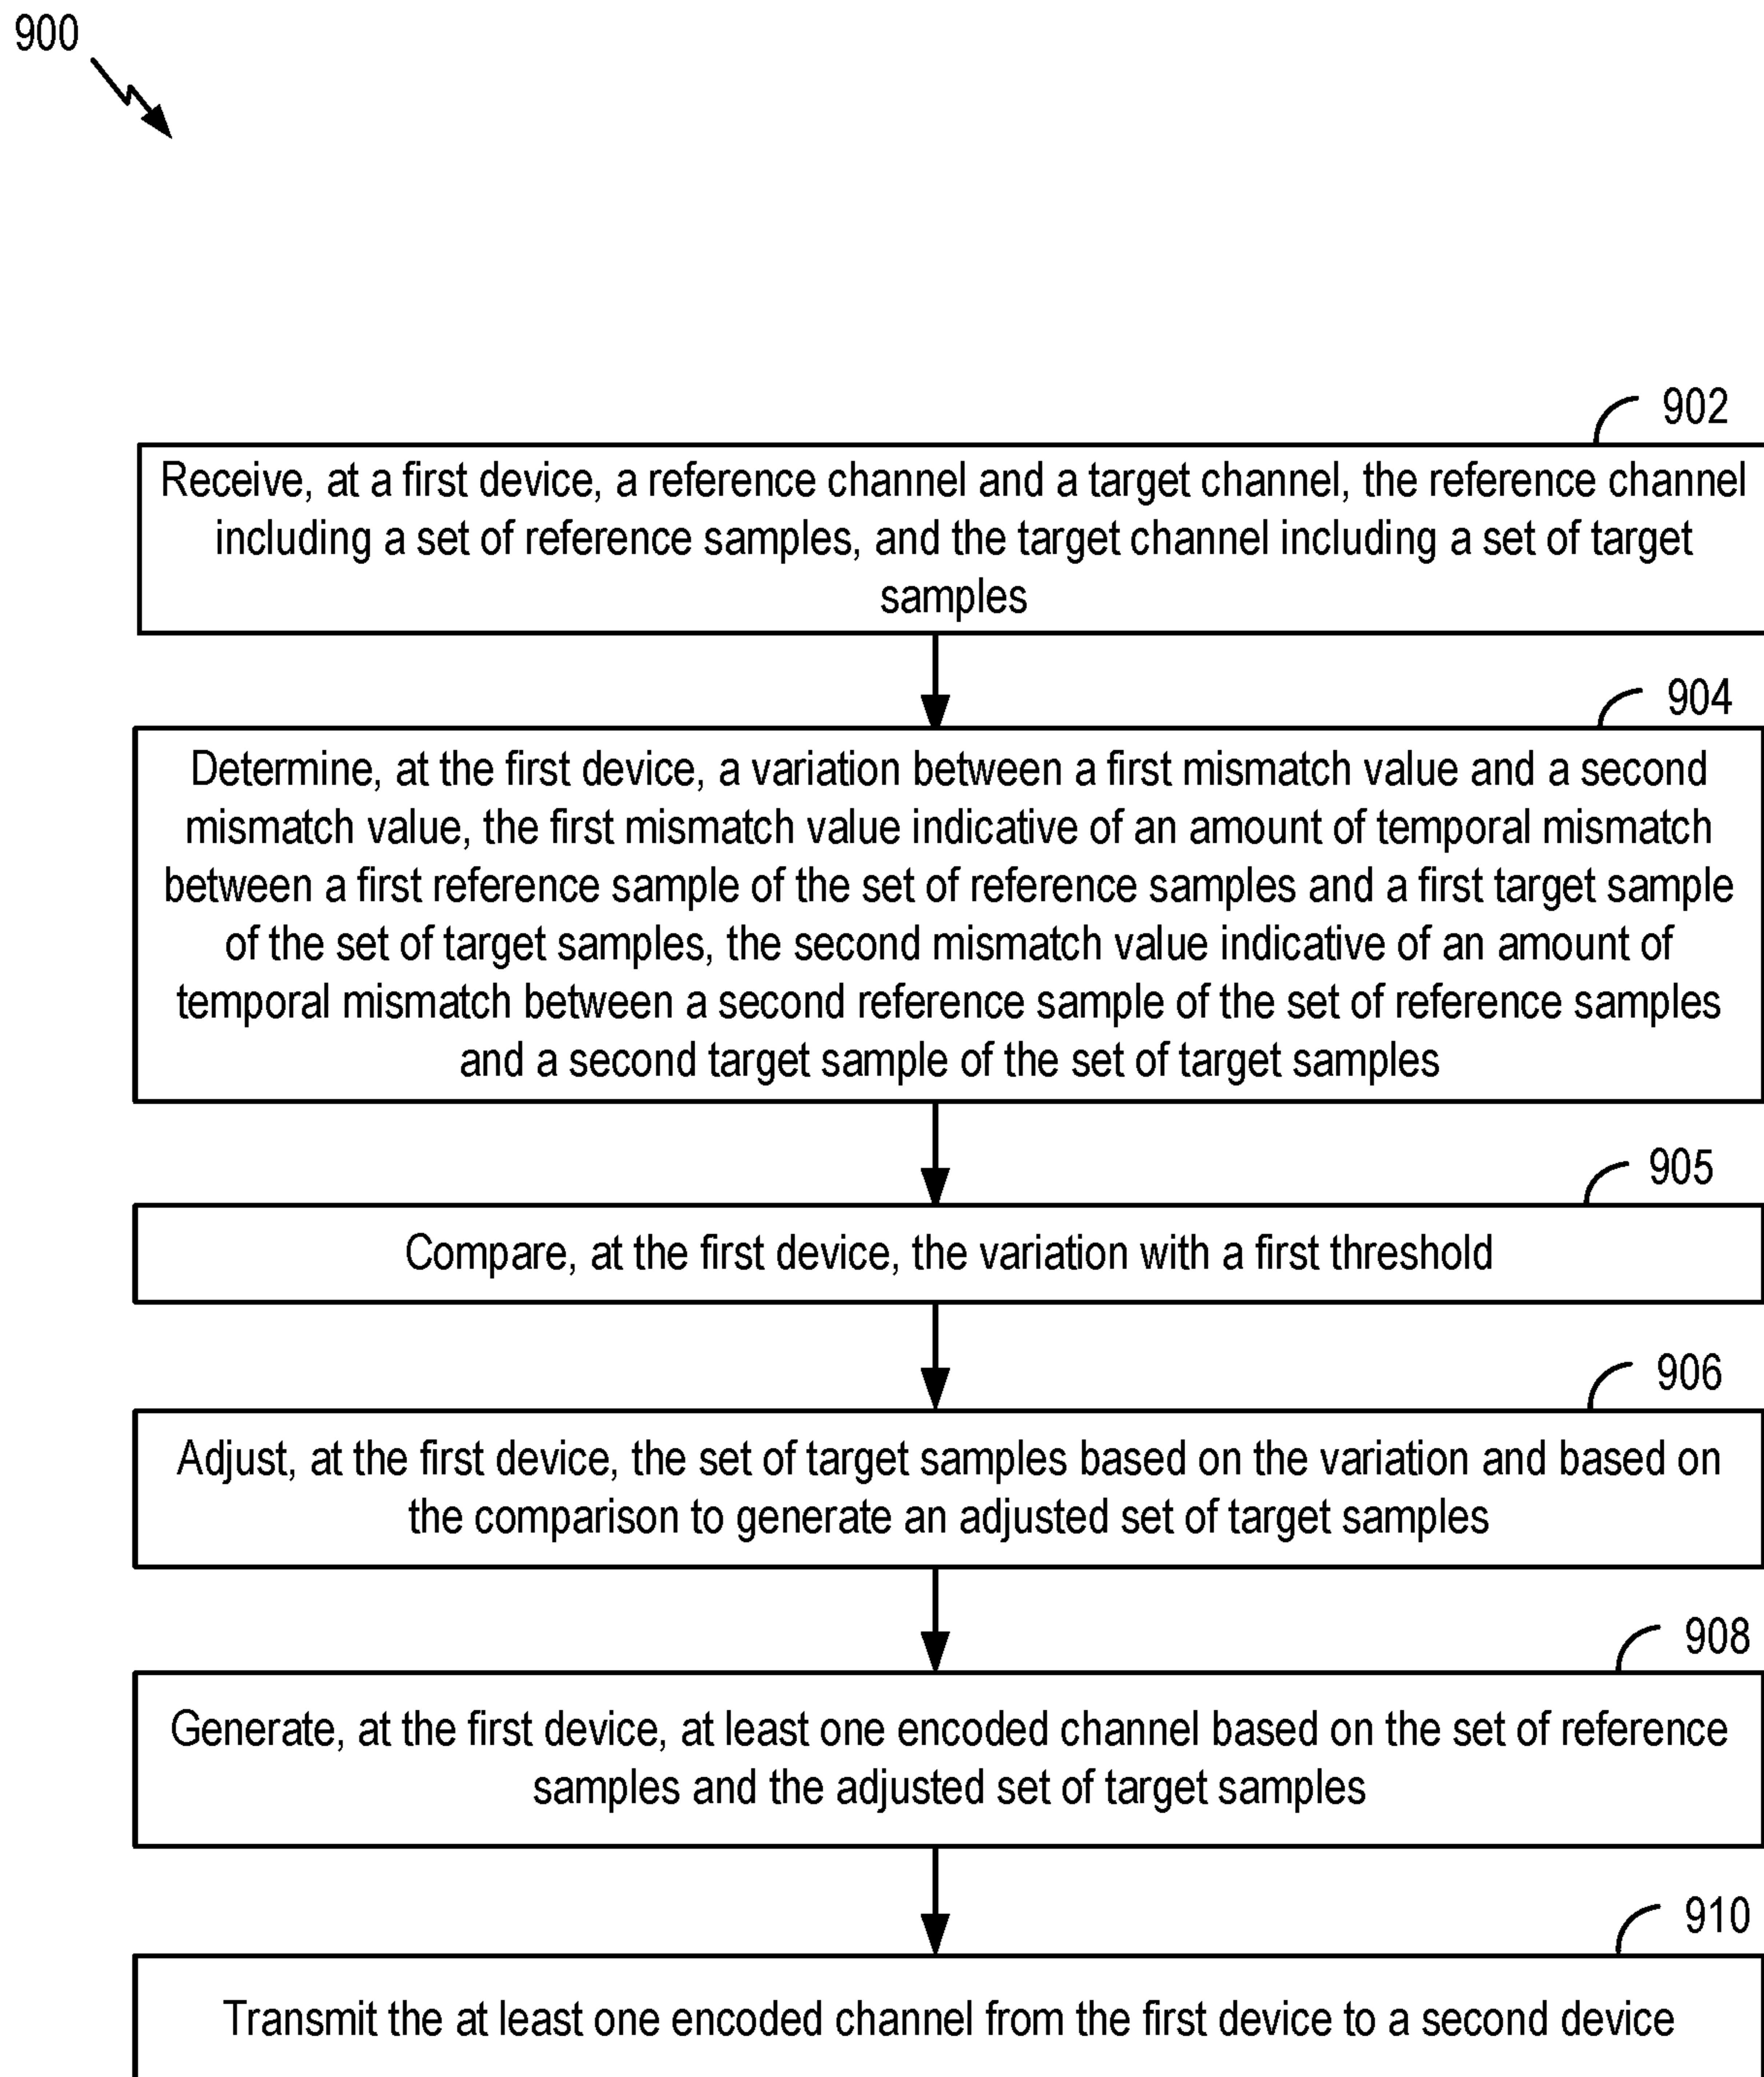 900
902
Receive, at a first device, a reference channel and a target channel, the reference channel
including a set of reference samples, and the target channel including a set of target
samples
904
Determine, at the first device, a variation between a first mismatch value and a second
mismatch value, the first mismatch value indicative of an amount of temporal mismatch
between a first reference sample of the set of reference samples and a first target sample
of the set of target samples, the second mismatch value indicative of an amount of
temporal mismatch between a second reference sample of the set of reference samples
and a second target sample of the set of target samples
905
Compare, at the first device, the variation with a first threshold
906
Adjust, at the first device, the set of target samples based on the variation and based on
the comparison to generate an adjusted set of target samples
908
Generate, at the first device, at least one encoded channel based on the set of reference
samples and the adjusted set of target samples
910
Transmit the at least one encoded channel from the first device to a second device